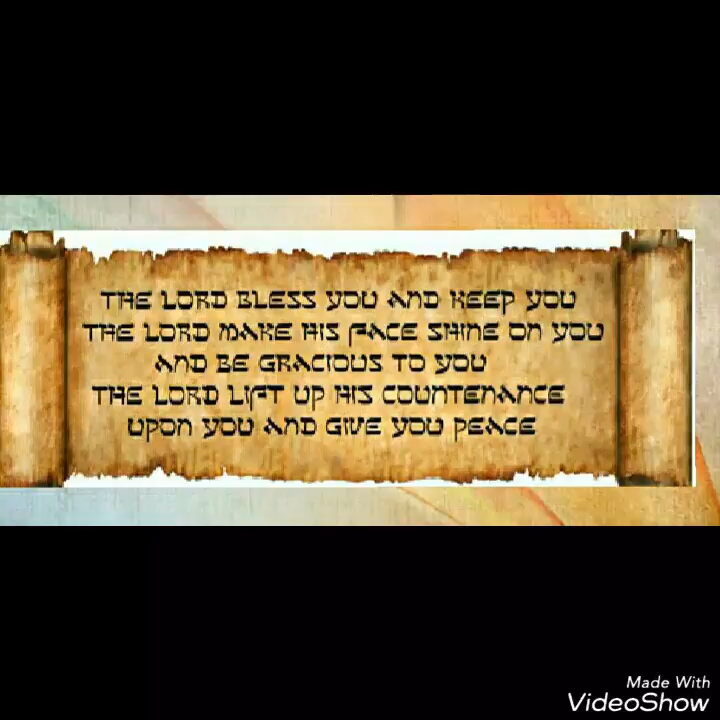 THE LORD BLESS YOU AND KEEP YOU
THE LORD MAKE HIS FACE SHINE ON YOU
AND BE GRACIOUS TO YOU
THE LORD LIFT UP HIS COUNTENANCE
UPON YOU AND GIVE YOU PEACE
Made With
VideoShow